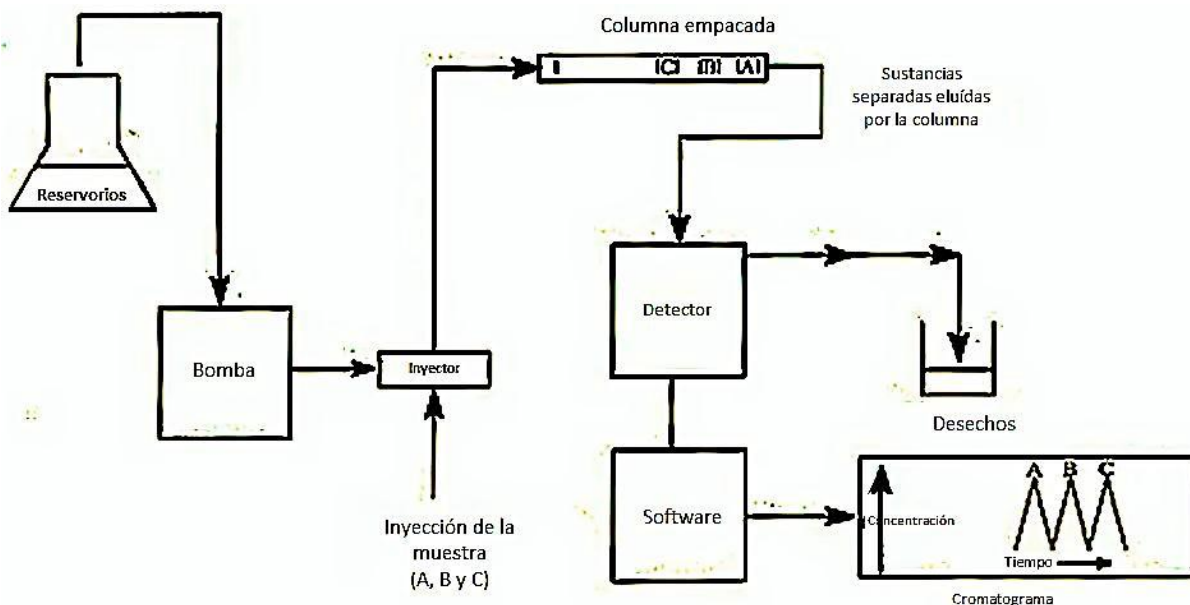 Columna empacada
[C] [B] [A]
Sustancias
separadas eluídas
por la columna
Reservorios
Bomba
Inyector
Detector
Desechos
Inyección de la
muestra
(A, B y C)
Software
A B C
Concentración
Tiempo
Cromatograma